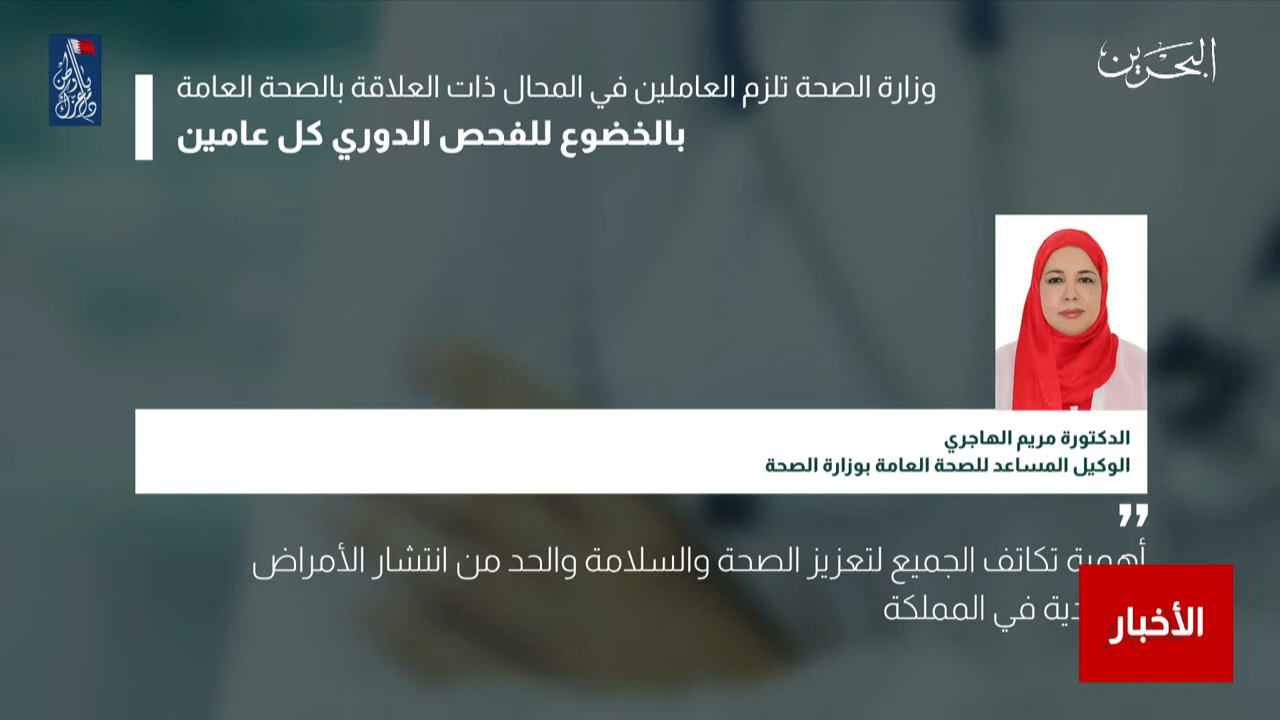 البحرين
وزارة الصحة تلزم العاملين في المحال ذات العلاقة بالصحة العامة
بالخضوع للفحص الدوري كل عامين
الدكتورة مريم الهاجري
الوكيل المساعد للصحة العامة بوزارة الصحة
”
أهمية تكاتف الجميع لتعزيز الصحة والسلامة والحد من انتشار الأمراض
في المملكة
الأخبار